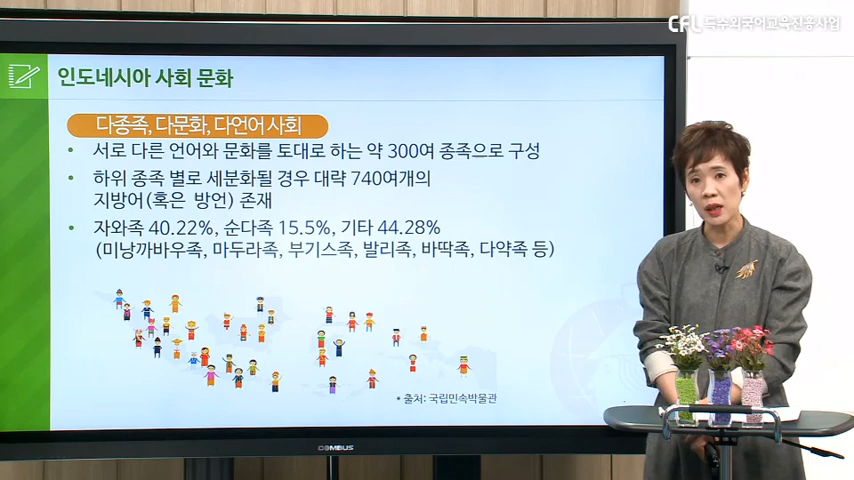 CFL 특수외국어교육진흥사업
인도네시아 사회 문화
다종족, 다문화, 다언어 사회
• 서로 다른 언어와 문화를 토대로 하는 약 300여 종족으로 구성
• 하위 종족 별로 세분화될 경우 대략 740여개의
지방어(혹은 방언) 존재
• 자와족 40.22%, 순다족 15.5%, 기타 44.28%
(미낭까바우족, 마두라족, 부기스족, 발리족, 바딱족, 다약족 등)
* 출처: 국립민속박물관
COMBUS